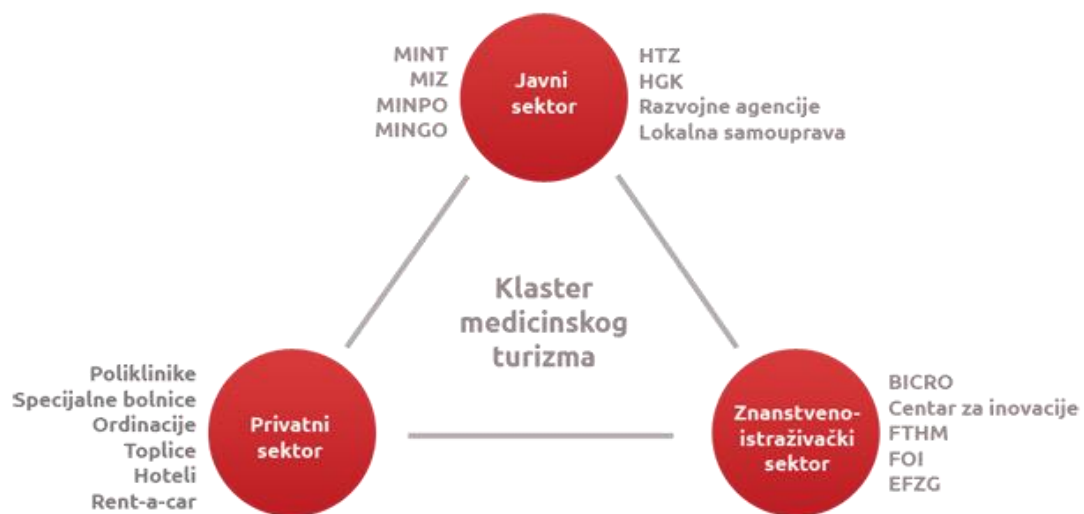 MINT
MIZ
MINPO
MINGO
Javni
sektor
HTZ
HGK
Razvojne agencije
Lokalna samouprava
Klaster
medicinskog
turizma
Poliklinike
Specijalne bolnice
Ordinacije
Toplice
Hoteli
Rent-a-car
Privatni
sektor
Znanstveno-
istraživački
sektor
BICRO
Centar za inovacije
FTHM
FOI
EFZG